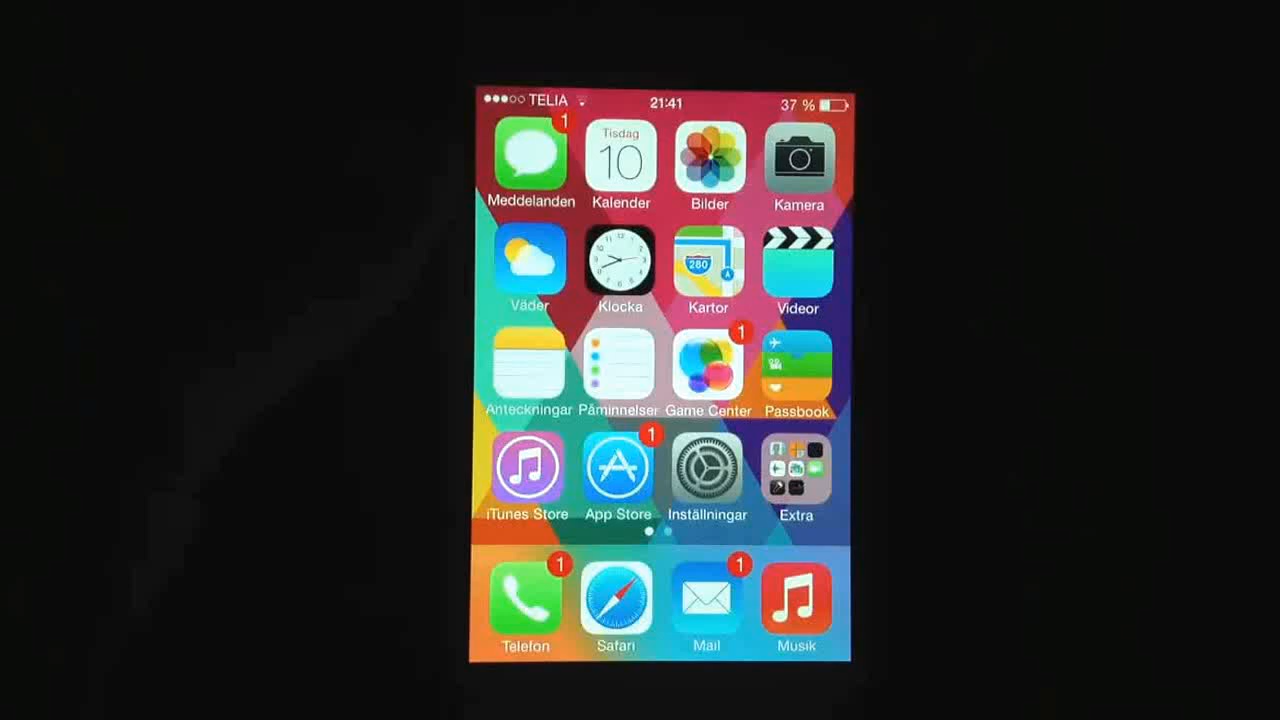 TELIA 21:41 37 %
1
Tisdag
10
Meddelanden Kalender Bilder Kamera
280
Väder Klocka Kartor Videor
1
Anteckningar Påminnelser Game Center Passbook
1
iTunes Store App Store Inställningar Extra
1 1
Telefon Safari Mail Musik